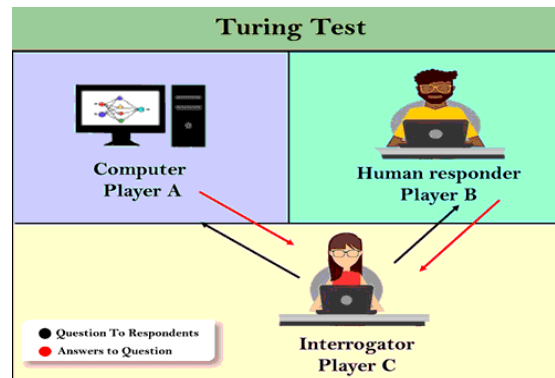 Turing Test
Computer
Player A
Human responder
Player B
Question To Respondents
Answers to Question
Interrogator
Player C